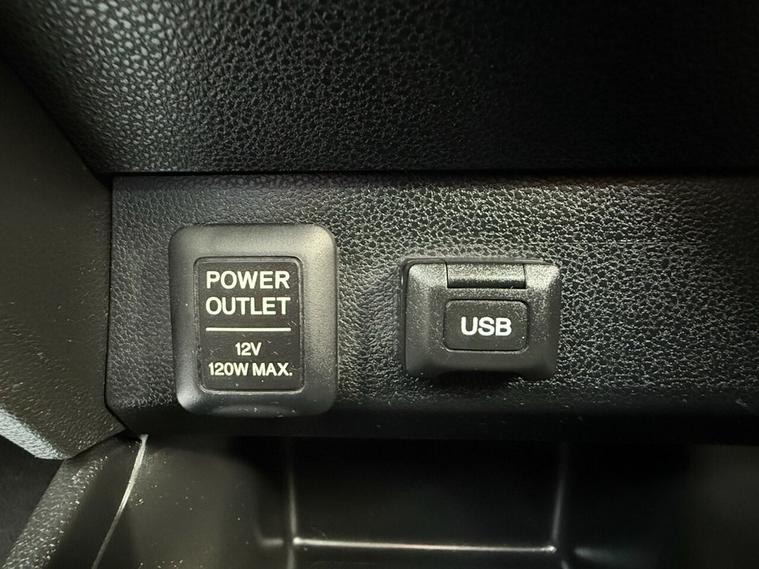 POWER
OUTLET
12V
120W MAX.
USB